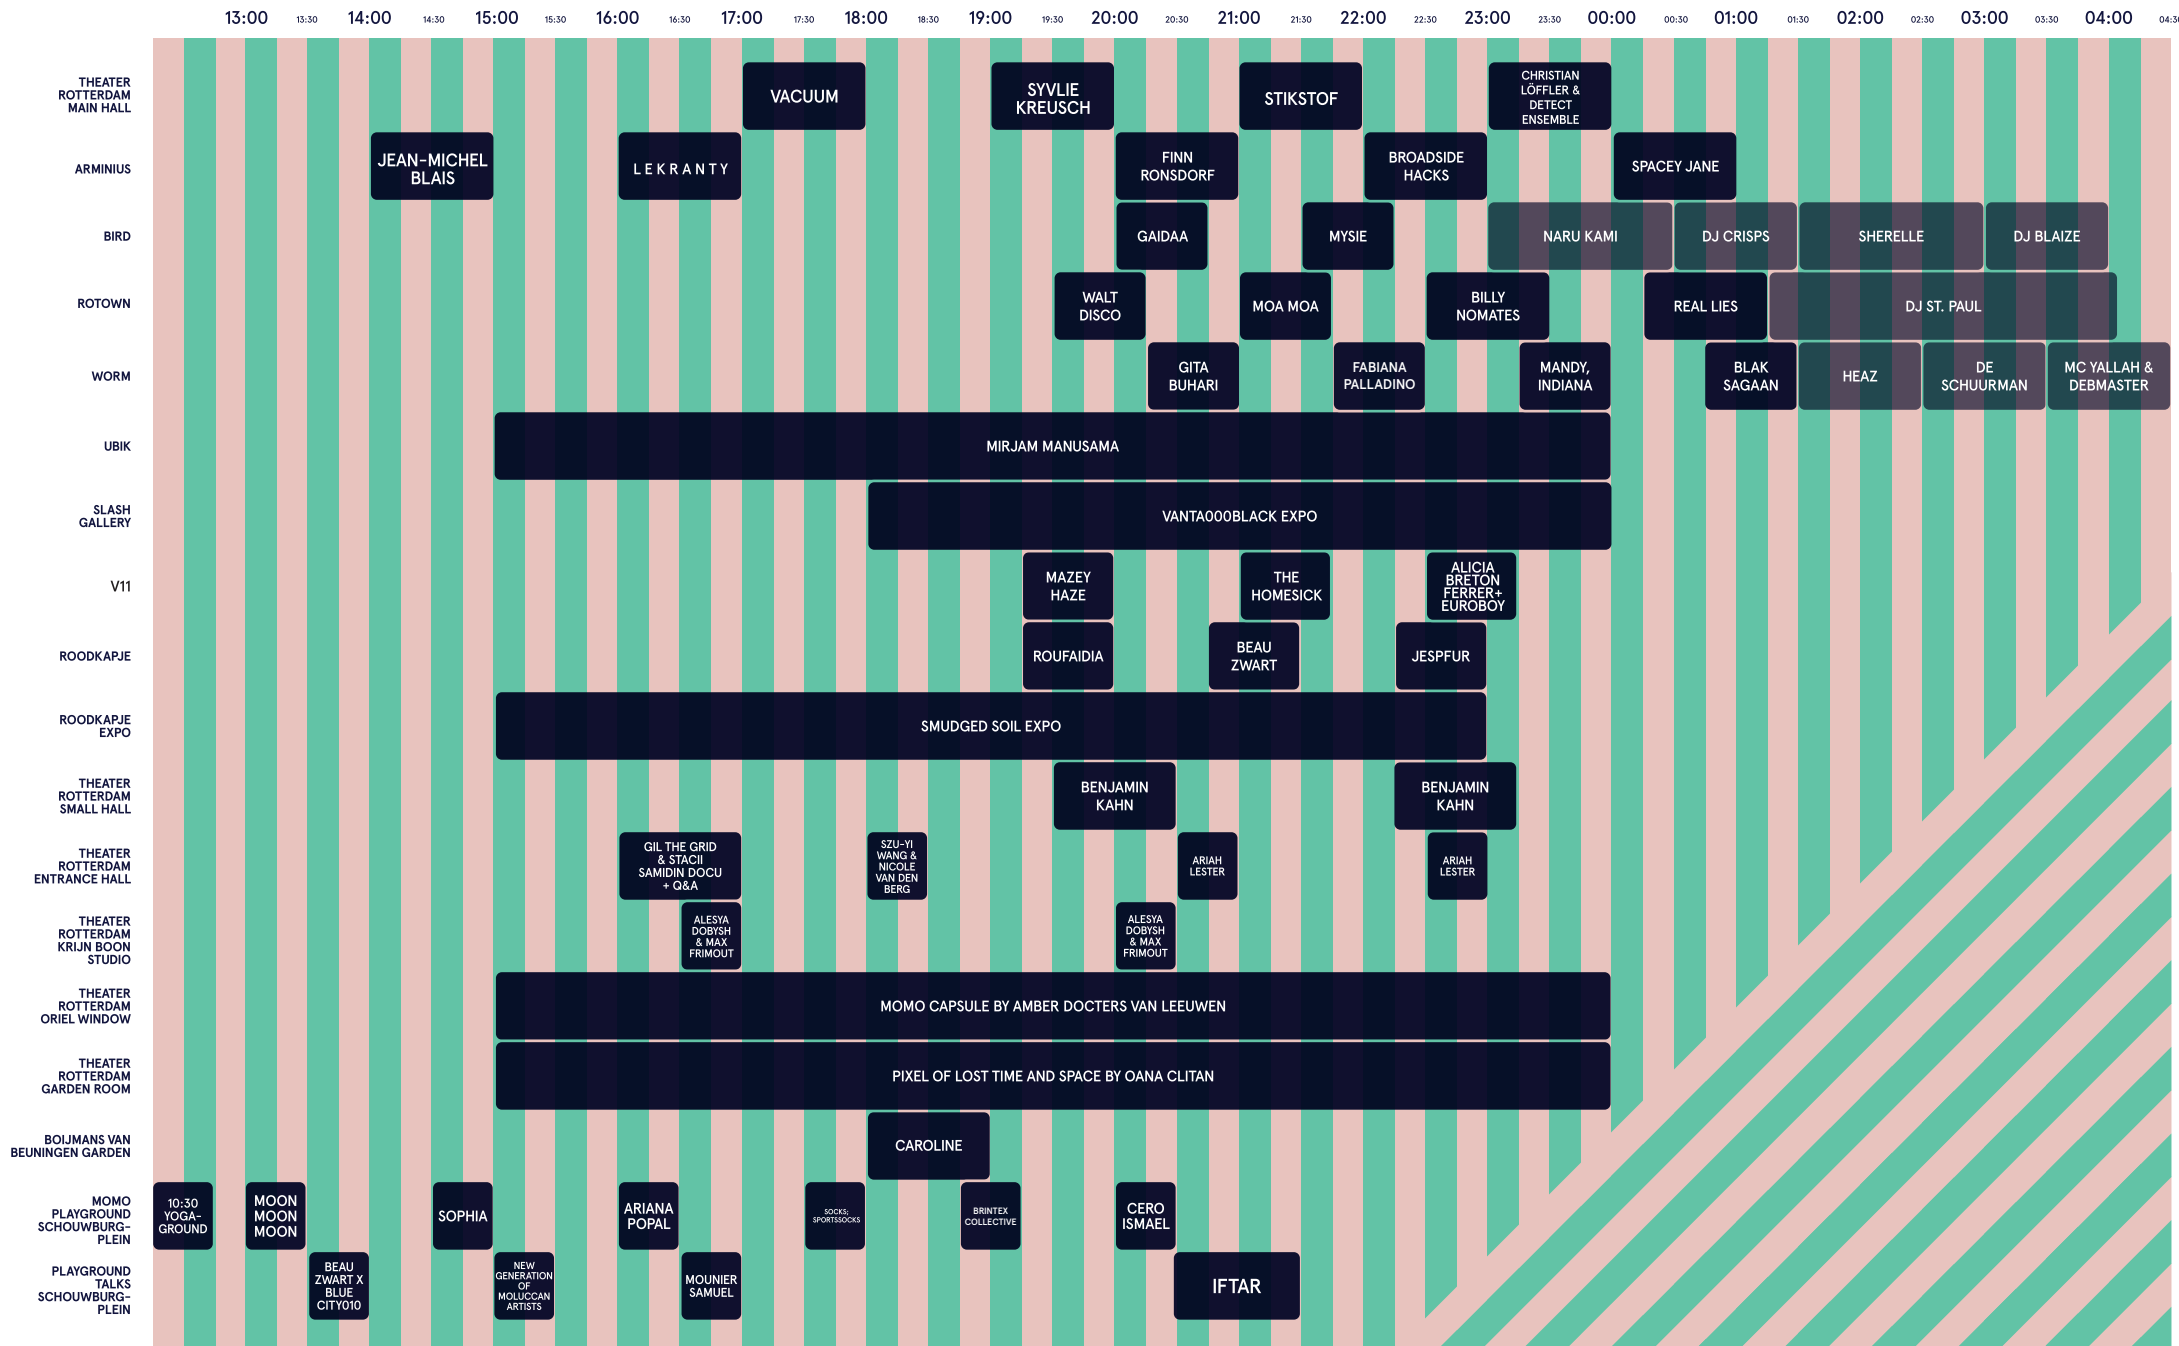 13:00 13:30 14:00 14:30 15:00 15:30 16:00 16:30 17:00 17:30 18:00 18:30 19:00 19:30 20:00 20:30 21:00 21:30 22:00 22:30 23:00 23:30 00:00 00:30 01:00 01:30 02:00 02:30 03:00 03:30 04:00
THEATER
ROTTERDAM
MAIN HALL
VACUUM
SYVLIE
KREUSCH
STIKSTOF
CHRISTIAN
LÖFFLER &
DETECT
ENSEMBLE
ARMINIUS
JEAN-MICHEL
BLAIS
LEKRANTY
FINN
RONSDORF
BROADSIDE
HACKS
SPACEY JANE
BIRD
GAIDAA
MYSIE
NARU KAMI
DJ CRISPS
SHERELLE
DJ BLAIZE
ROTOWN
WALT
DISCO
MOA MOA
BILLY
NOMATES
REAL LIES
DJ ST. PAUL
WORM
GITA
BUHARI
FABIANA
PALLADINO
MANDY,
INDIANA
BLAK
SAGAAN
HEAZ
DE
SCHUURMAN
MC YALLAH &
DEBMASTER
UBIK
MIRJAM MANUSAMA
SLASH
GALLERY
VANTA000BLACK EXPO
V11
MAZEY
HAZE
THE
HOMESICK
ALICIA
BRETON
FERRER+
EUROBOY
ROODKAPJE
ROUFAIDIA
BEAU
ZWART
JESPFUR
ROODKAPJE
EXPO
SMUDGED SOIL EXPO
THEATER
ROTTERDAM
SMALL HALL
BENJAMIN
KAHN
BENJAMIN
KAHN
THEATER
ROTTERDAM
ENTRANCE HALL
GIL THE GRID
& STACII
SAMIDIN DOCU
+ Q&A
SZU-YI
WANG &
NICOLE
VAN DEN
BERG
ARIAH
LESTER
ARIAH
LESTER
THEATER
ROTTERDAM
KRIJN BOON
STUDIO
ALESYA
DOBYSH
& MAX
FRIMOUT
ALESYA
DOBYSH
& MAX
FRIMOUT
THEATER
ROTTERDAM
ORIEL WINDOW
MOMO CAPSULE BY AMBER DOCTERS VAN LEEUWEN
THEATER
ROTTERDAM
GARDEN ROOM
PIXEL OF LOST TIME AND SPACE BY OANA CLITAN
BOIJMANS VAN
BEUNINGEN GARDEN
CAROLINE
MOMO
PLAYGROUND
SCHOUWBURG-
PLEIN
10:30
YOGA-
GROUND
MOON
MOON
MOON
SOPHIA
ARIANA
POPAL
SOCKS;
SPORTSSOCKS
BRINTEX
COLLECTIVE
CERO
ISMAEL
PLAYGROUND
TALKS
SCHOUWBURG-
PLEIN
BEAU
ZWART X
BLUE
CITY010
NEW
GENERATION
OF
MOLUCCAN
ARTISTS
MOUNIER
SAMUEL
IFTAR